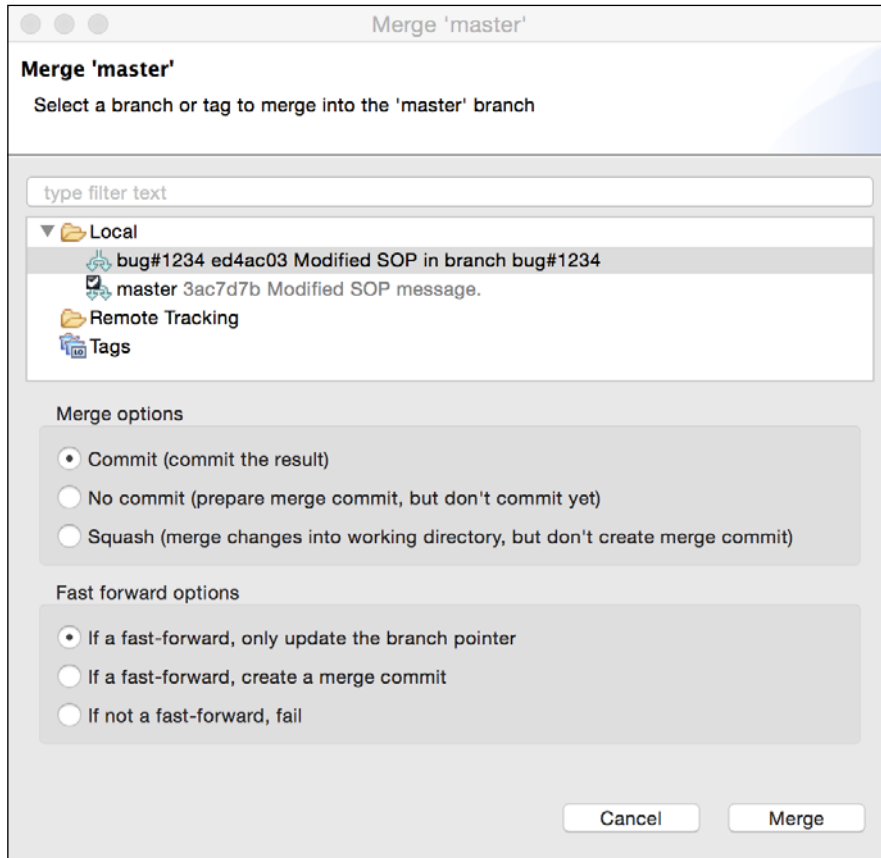 Merge 'master'
Merge 'master'
Select a branch or tag to merge into the 'master' branch
type filter text
Local
bug#1234 ed4ac03 Modified SOP in branch bug#1234
master 3ac7d7b Modified SOP message.
Remote Tracking
Tags
Merge options
Commit (commit the result)
No commit (prepare merge commit, but don't commit yet)
Squash (merge changes into working directory, but don't create merge commit)
Fast forward options
If a fast-forward, only update the branch pointer
If a fast-forward, create a merge commit
If not a fast-forward, fail
Cancel Merge